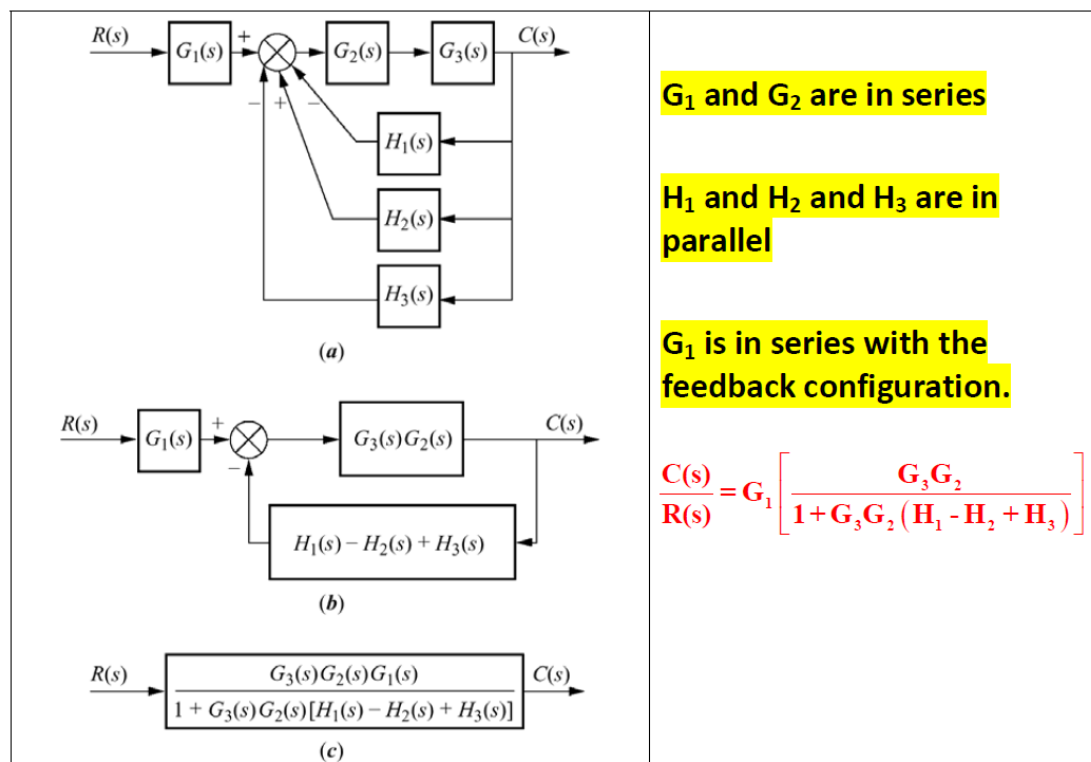 R(s) G₁(s) + G₂(s) G₃(s) C(s)
− + −
H₁(s)
H₂(s)
H₃(s)
(a)
R(s) G₁(s) + G₃(s)G₂(s) C(s)
−
H₁(s) − H₂(s) + H₃(s)
(b)
R(s) G₃(s)G₂(s)G₁(s) C(s)
1 + G₃(s)G₂(s)[H₁(s) − H₂(s) + H₃(s)]
(c)
G₁ and G₂ are in series
H₁ and H₂ and H₃ are in
parallel
G₁ is in series with the
feedback configuration.
C(s)/R(s) = G₁ [ G₃G₂ / 1+G₃G₂(H₁ - H₂ + H₃) ]